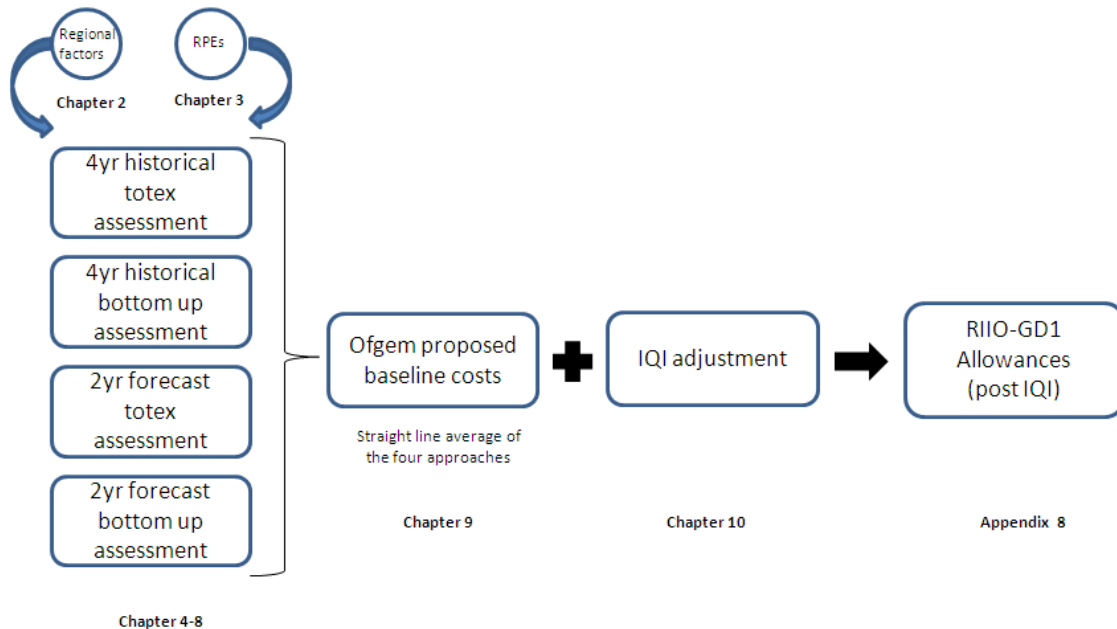 Regional
factors
RPEs
Chapter 2
Chapter 3
4yr historical
totex
assessment
4yr historical
bottom up
assessment
2yr forecast
totex
assessment
2yr forecast
bottom up
assessment
Chapter 4-8
Ofgem proposed
baseline costs
Straight line average of
the four approaches
Chapter 9
IQI adjustment
Chapter 10
RIIO-GD1
Allowances
(post IQI)
Appendix 8